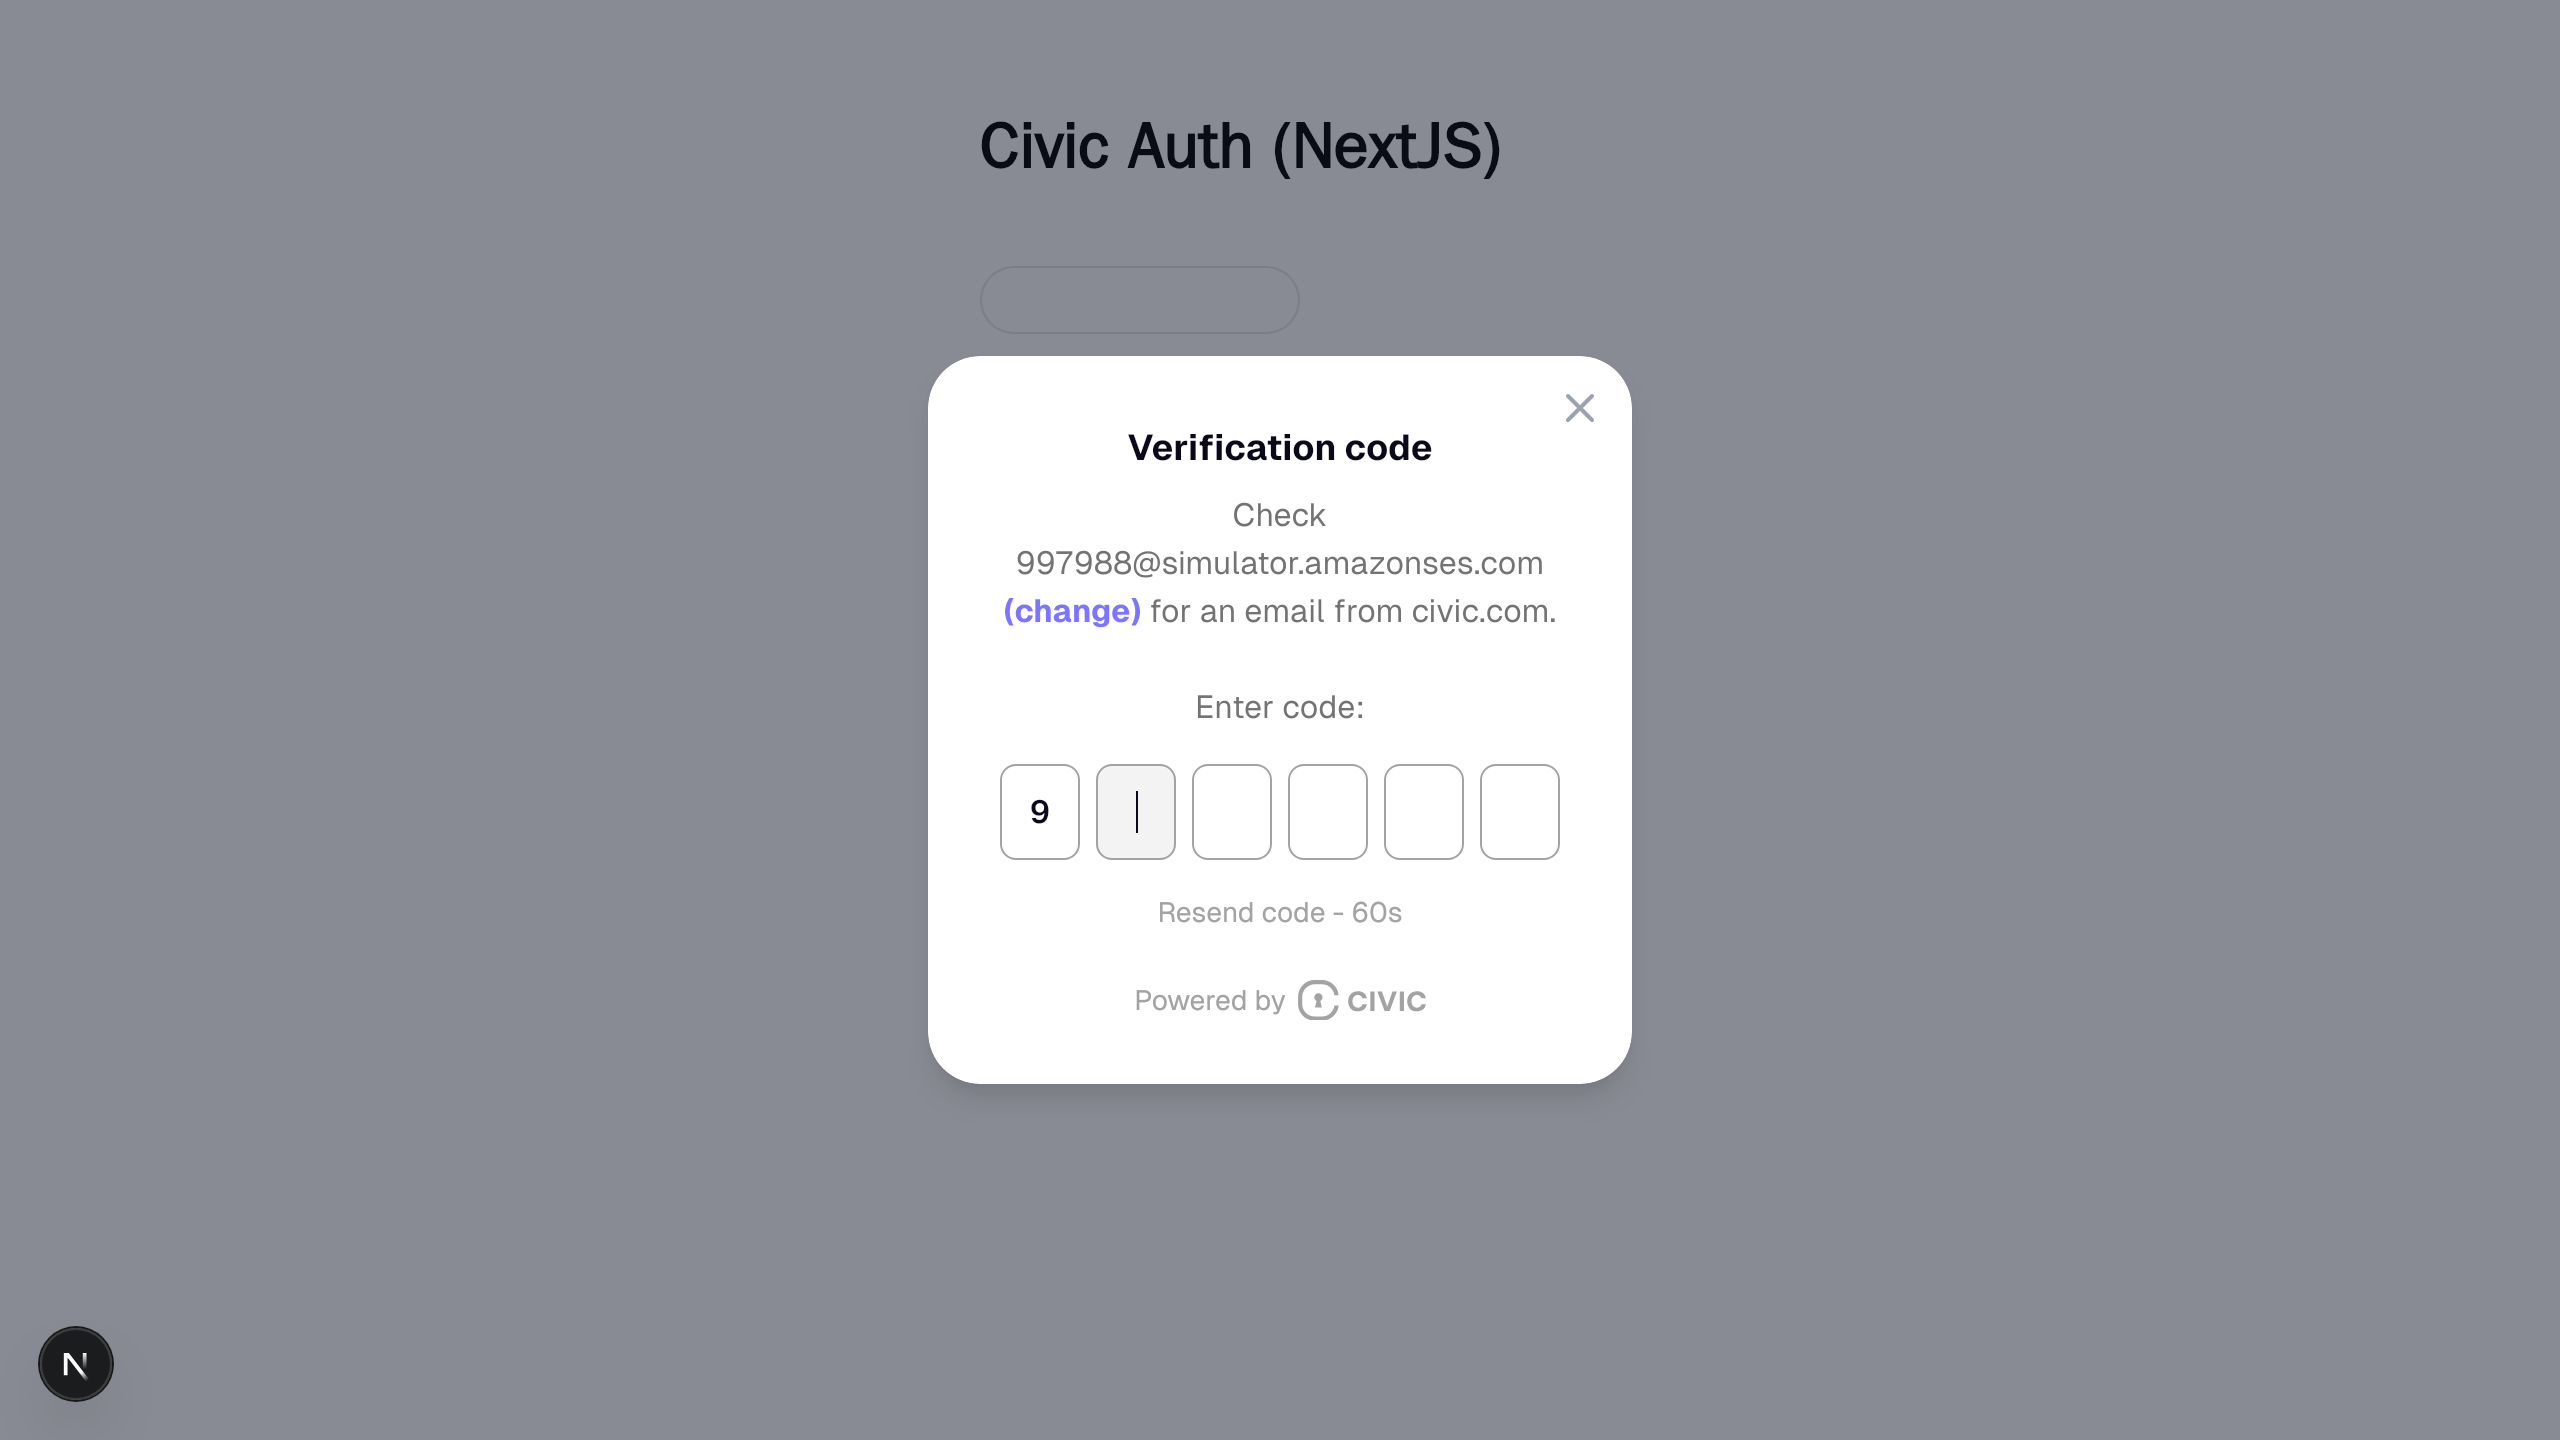 Civic Auth (NextJS)
Verification code
Check
997988@simulator.amazonses.com
(change) for an email from civic.com.
Enter code:
9
Resend code - 60s
Powered by CIVIC
N